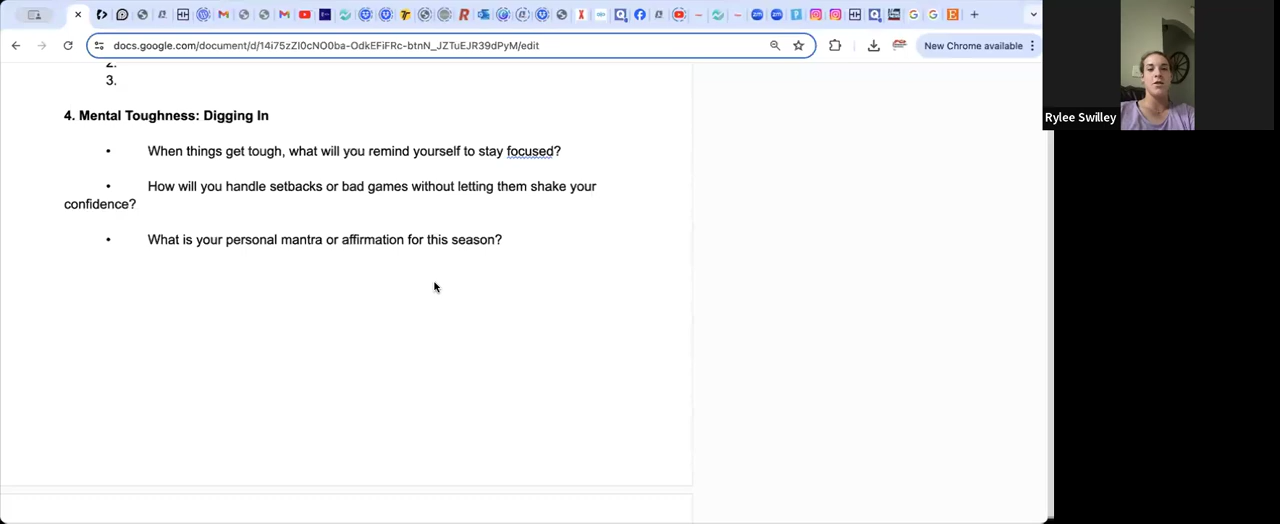 docs.google.com/document/d/14i75zZI0cNO0ba-OdkEFiFRc-btnN_JZTuEJR39dPyM/edit
New Chrome available
Rylee Swilley
2.
3.
4. Mental Toughness: Digging In
• When things get tough, what will you remind yourself to stay focused?
• How will you handle setbacks or bad games without letting them shake your
confidence?
• What is your personal mantra or affirmation for this season?